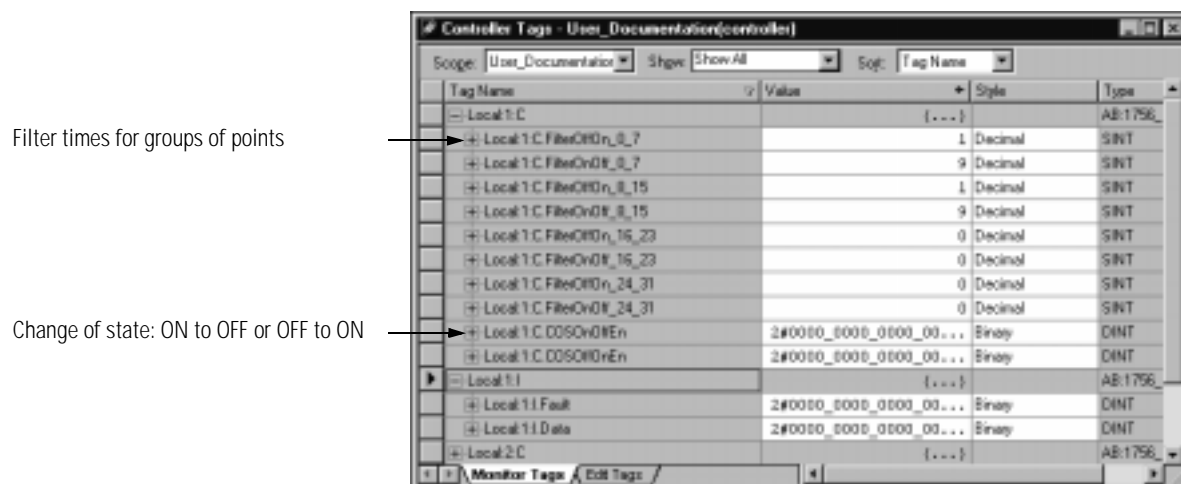 Controller Tags - User_Documentation(controller)
Scope: User_Documentation Show: Show All Sort: Tag Name
Tag Name Value Style Type
Local:1:C {...} AB:1756_
Filter times for groups of points
Local:1:C.FilterOffOn_0_7 1 Decimal SINT
Local:1:C.FilterOnOff_0_7 9 Decimal SINT
Local:1:C.FilterOffOn_8_15 1 Decimal SINT
Local:1:C.FilterOnOff_8_15 9 Decimal SINT
Local:1:C.FilterOffOn_16_23 0 Decimal SINT
Local:1:C.FilterOnOff_16_23 0 Decimal SINT
Local:1:C.FilterOffOn_24_31 0 Decimal SINT
Local:1:C.FilterOnOff_24_31 0 Decimal SINT
Change of state: ON to OFF or OFF to ON
Local:1:C.COSOnOffEn 2#0000_0000_0000_00... Binary DINT
Local:1:C.COSOffOnEn 2#0000_0000_0000_00... Binary DINT
Local:1:I {...} AB:1756_
Local:1:I.Fault 2#0000_0000_0000_00... Binary DINT
Local:1:I.Data 2#0000_0000_0000_00... Binary DINT
Local:2:C {...} AB:1756_
Monitor Tags Edit Tags